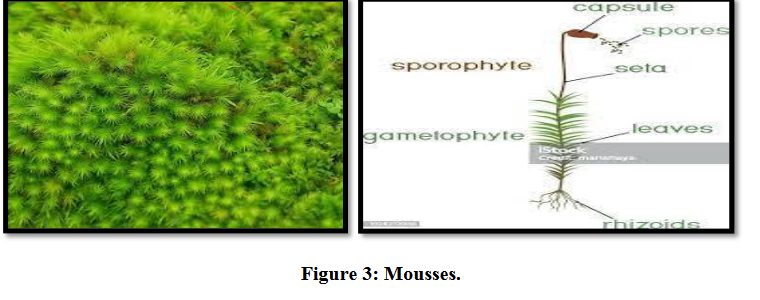 capsule
spores
sporophyte
seta
gametophyte
leaves
iStock
rhizoids
Figure 3: Mousses.